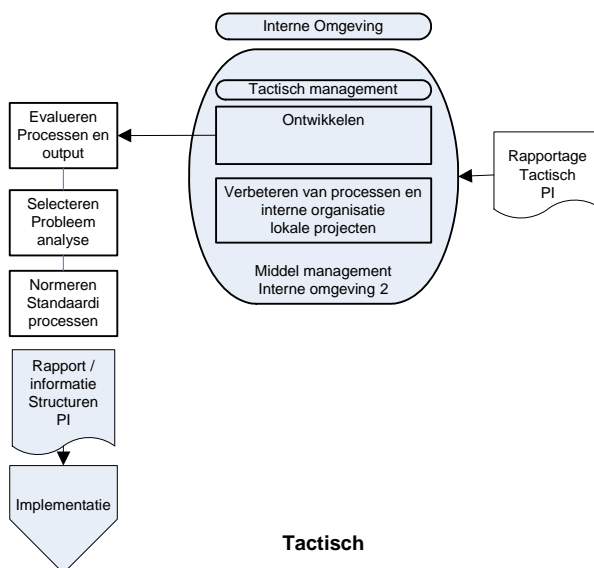 Interne Omgeving
Tactisch management
Ontwikkelen
Evalueren
Processen en
output
Rapportage
Tactisch
PI
Verbeteren van processen en
interne organisatie
lokale projecten
Selecteren
Probleem
analyse
Middel management
Interne omgeving 2
Normeren
Standaardi
processen
Rapport /
informatie
Structuren
PI
Implementatie
Tactisch